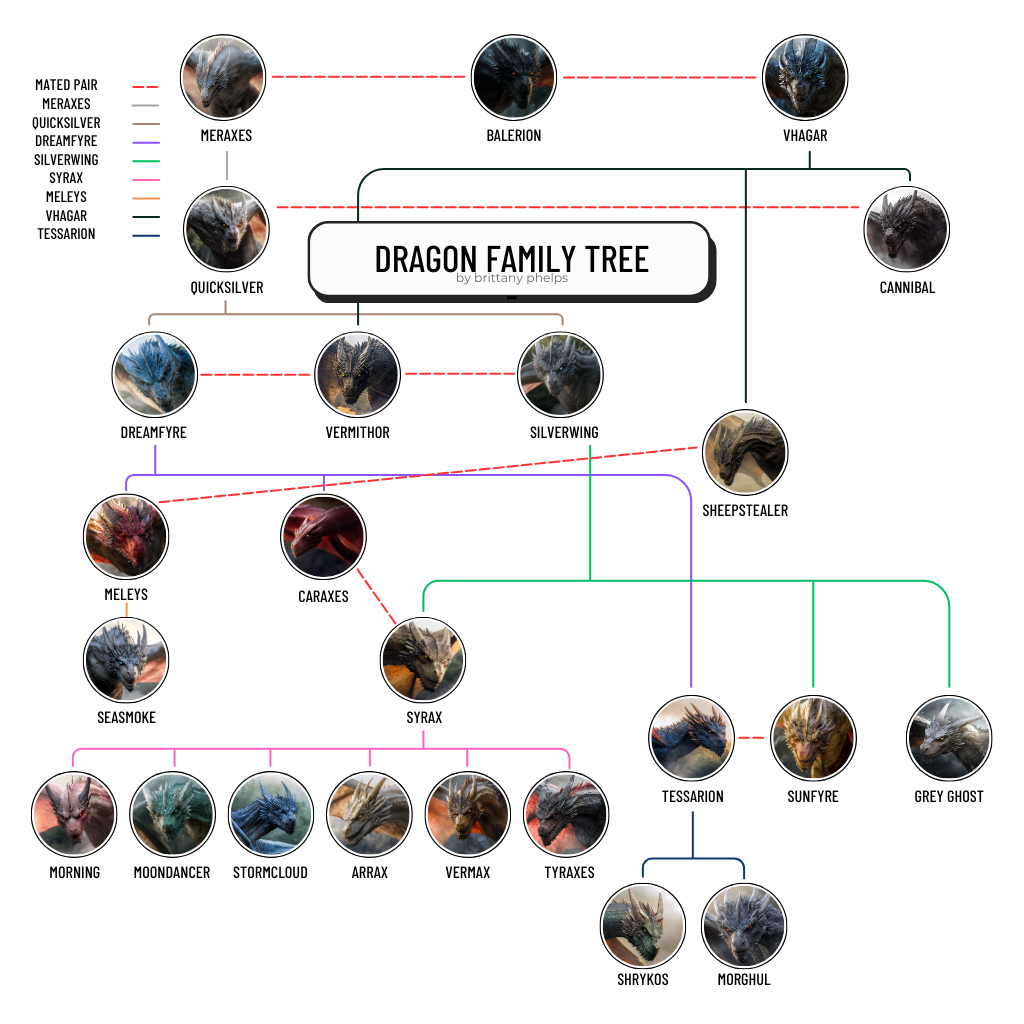 MERAXES
BALERION
VHAGAR
MATED PAIR
MERAXES
QUICKSILVER
DREAMFYRE
SILVERWING
SYRAX
MELEYS
VHAGAR
TESSARION
DRAGON FAMILY TREE
by brittany phelps
QUICKSILVER
CANNIBAL
DREAMFYRE
VERMITHOR
SILVERWING
SHEEPSTEALER
MELEYS
CARAXES
SEASMOKE
SYRAX
TESSARION
SUNFYRE
GREY GHOST
MORNING
MOONDANCER
STORMCLOUD
ARRAX
VERMAX
TYRAXES
SHRYKOS
MORGHUL